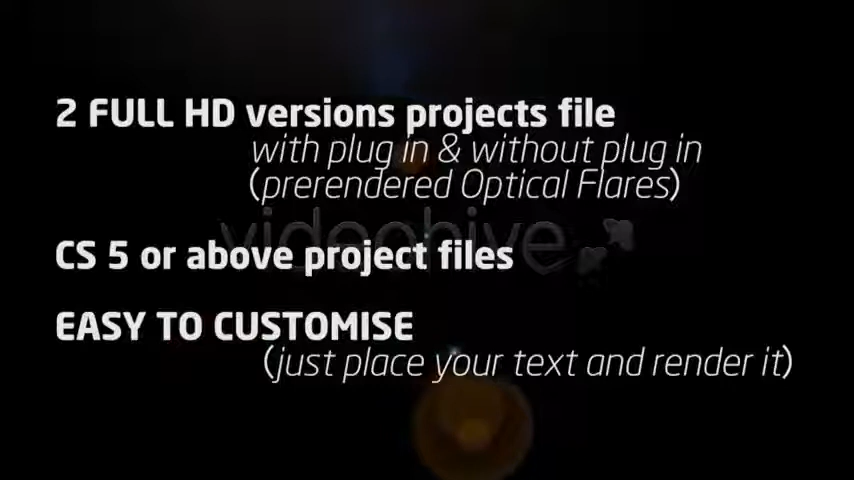 2 FULL HD versions projects file
with plug in & without plug in
(prerendered Optical Flares)
videohive
CS 5 or above project files
EASY TO CUSTOMISE
(just place your text and render it)